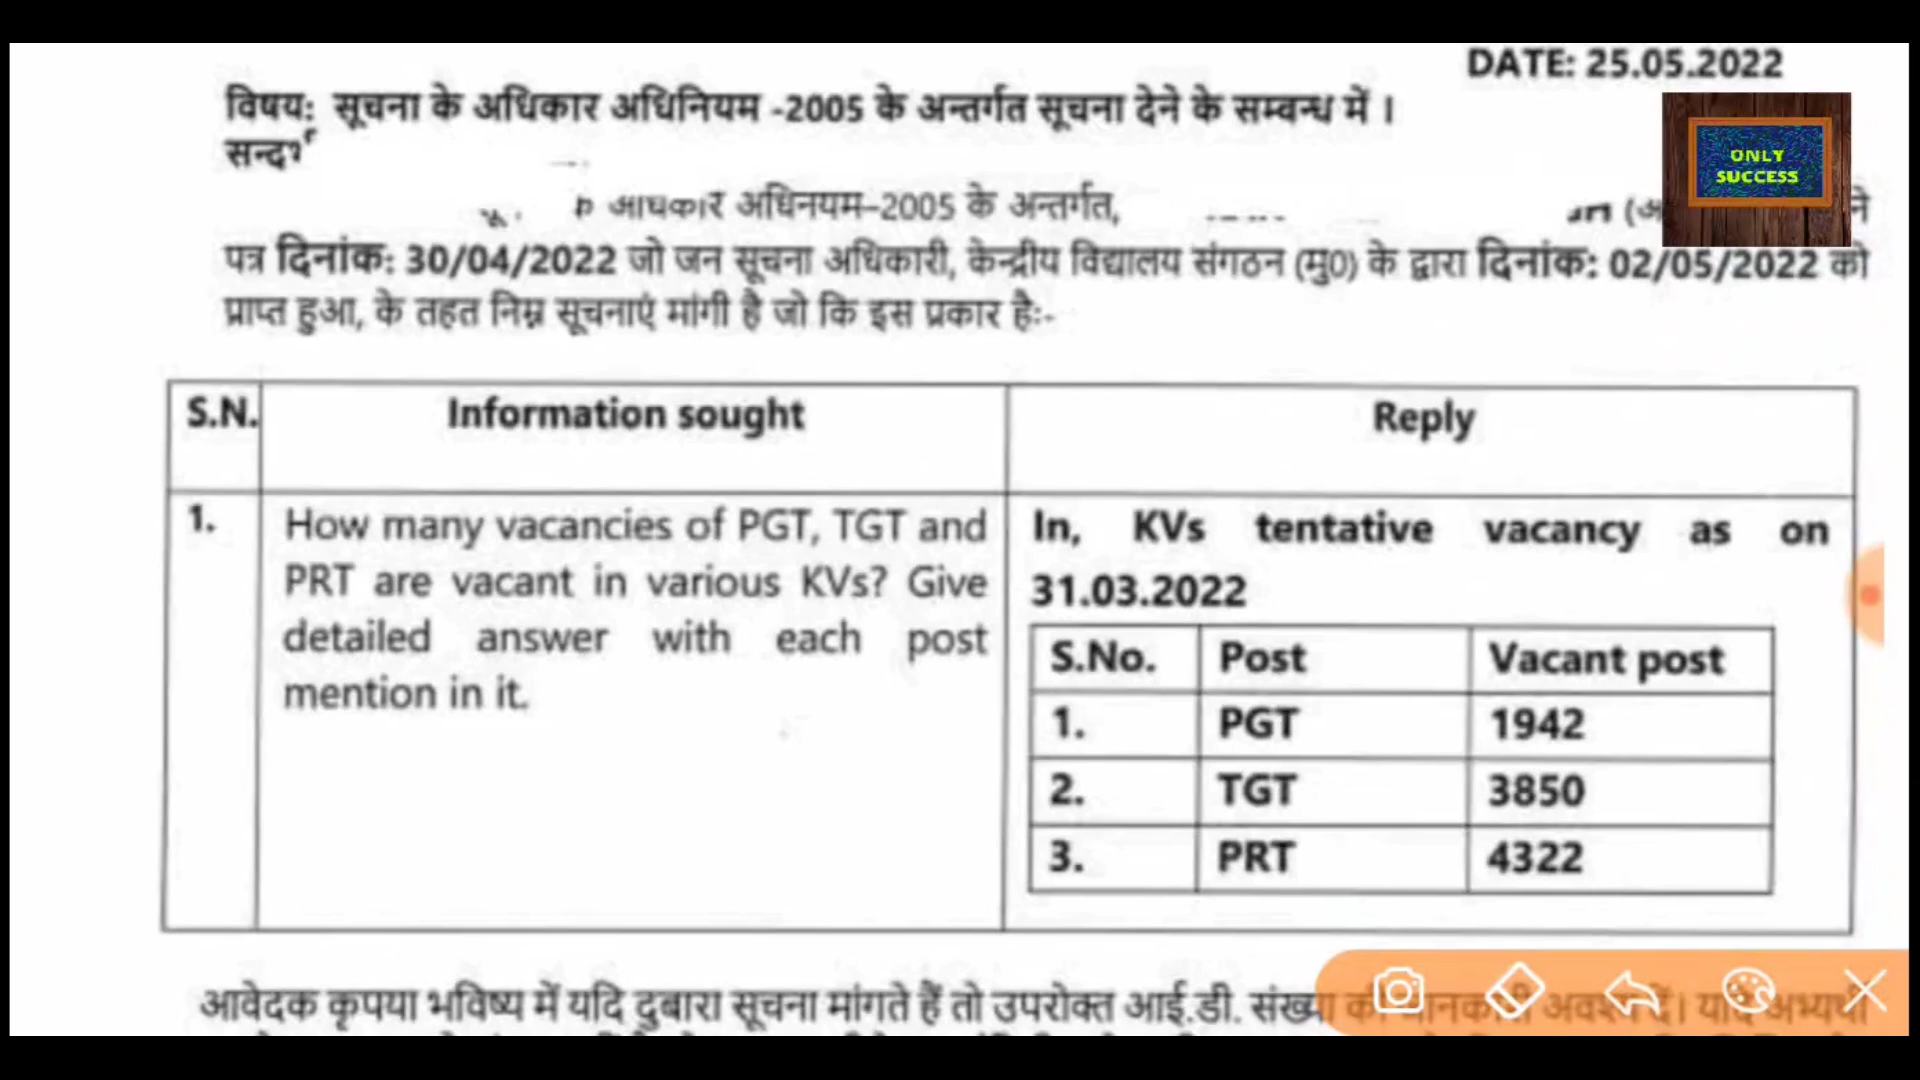 DATE: 25.05.2022
विषय: सूचना के अधिकार अधिनियम -2005 के अन्तर्गत सूचना देने के सम्बन्ध में ।
ONLY
SUCCESS
अधिनयम–2005 के अन्तर्गत,
पत्र दिनांक: 30/04/2022 जो जन सूचना अधिकारी, केन्द्रीय विद्यालय संगठन (मु0) के द्वारा दिनांक: 02/05/2022 को
प्राप्त हुआ, के तहत निम्न सूचनाएं मांगी है जो कि इस प्रकार है:-
S.N. Information sought Reply
1. How many vacancies of PGT, TGT and
PRT are vacant in various KVs? Give
detailed answer with each post
mention in it.
In, KVs tentative vacancy as on
31.03.2022
S.No. Post Vacant post
1. PGT 1942
2. TGT 3850
3. PRT 4322
आवेदक कृपया भविष्य में यदि दुबारा सूचना मांगते हैं तो उपरोक्त आई.डी. संख्या